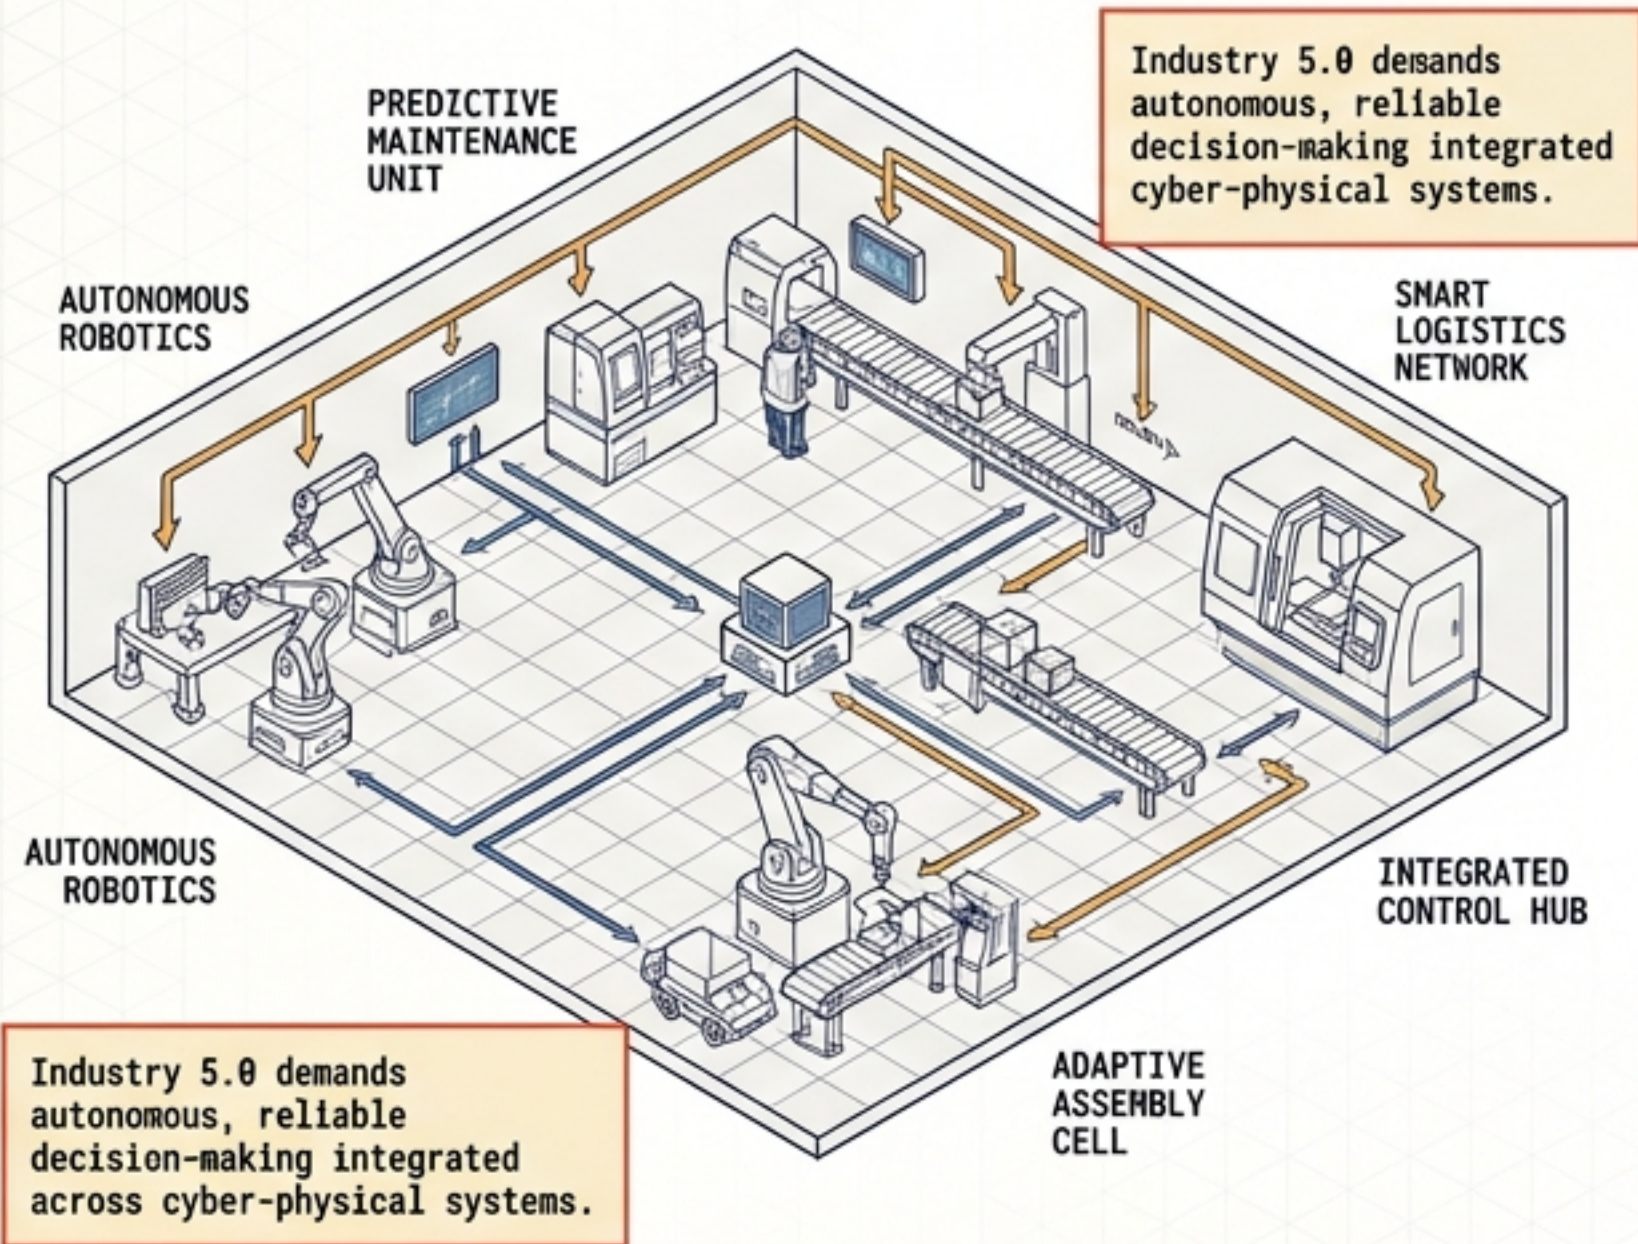 PREDICTIVE
MAINTENANCE
UNIT
Industry 5.0 demands
autonomous, reliable
decision-making integrated
cyber-physical systems.
AUTONOMOUS
ROBOTICS
SMART
LOGISTICS
NETWORK
AUTONOMOUS
ROBOTICS
INTEGRATED
CONTROL HUB
Industry 5.0 demands
autonomous, reliable
decision-making integrated
across cyber-physical systems.
ADAPTIVE
ASSEMBLY
CELL